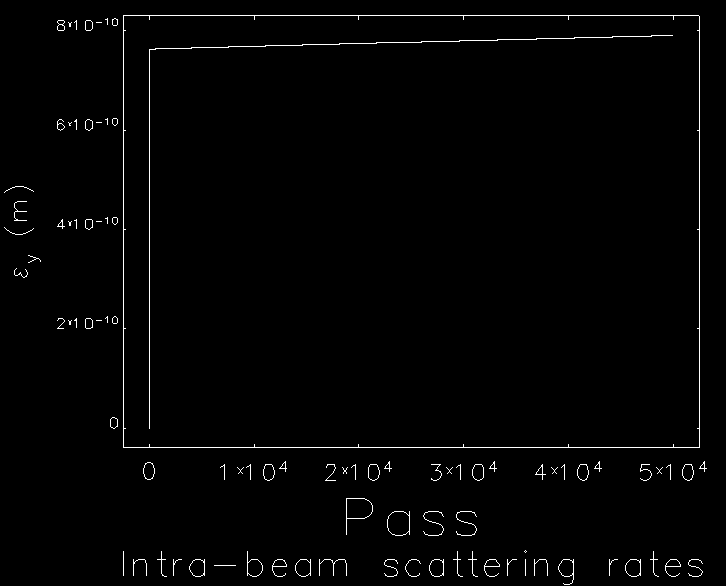 8×10⁻¹⁰
6×10⁻¹⁰
4×10⁻¹⁰
2×10⁻¹⁰
0
εy (m)
0 1×10⁴ 2×10⁴ 3×10⁴ 4×10⁴ 5×10⁴
Pass
Intra-beam scattering rates